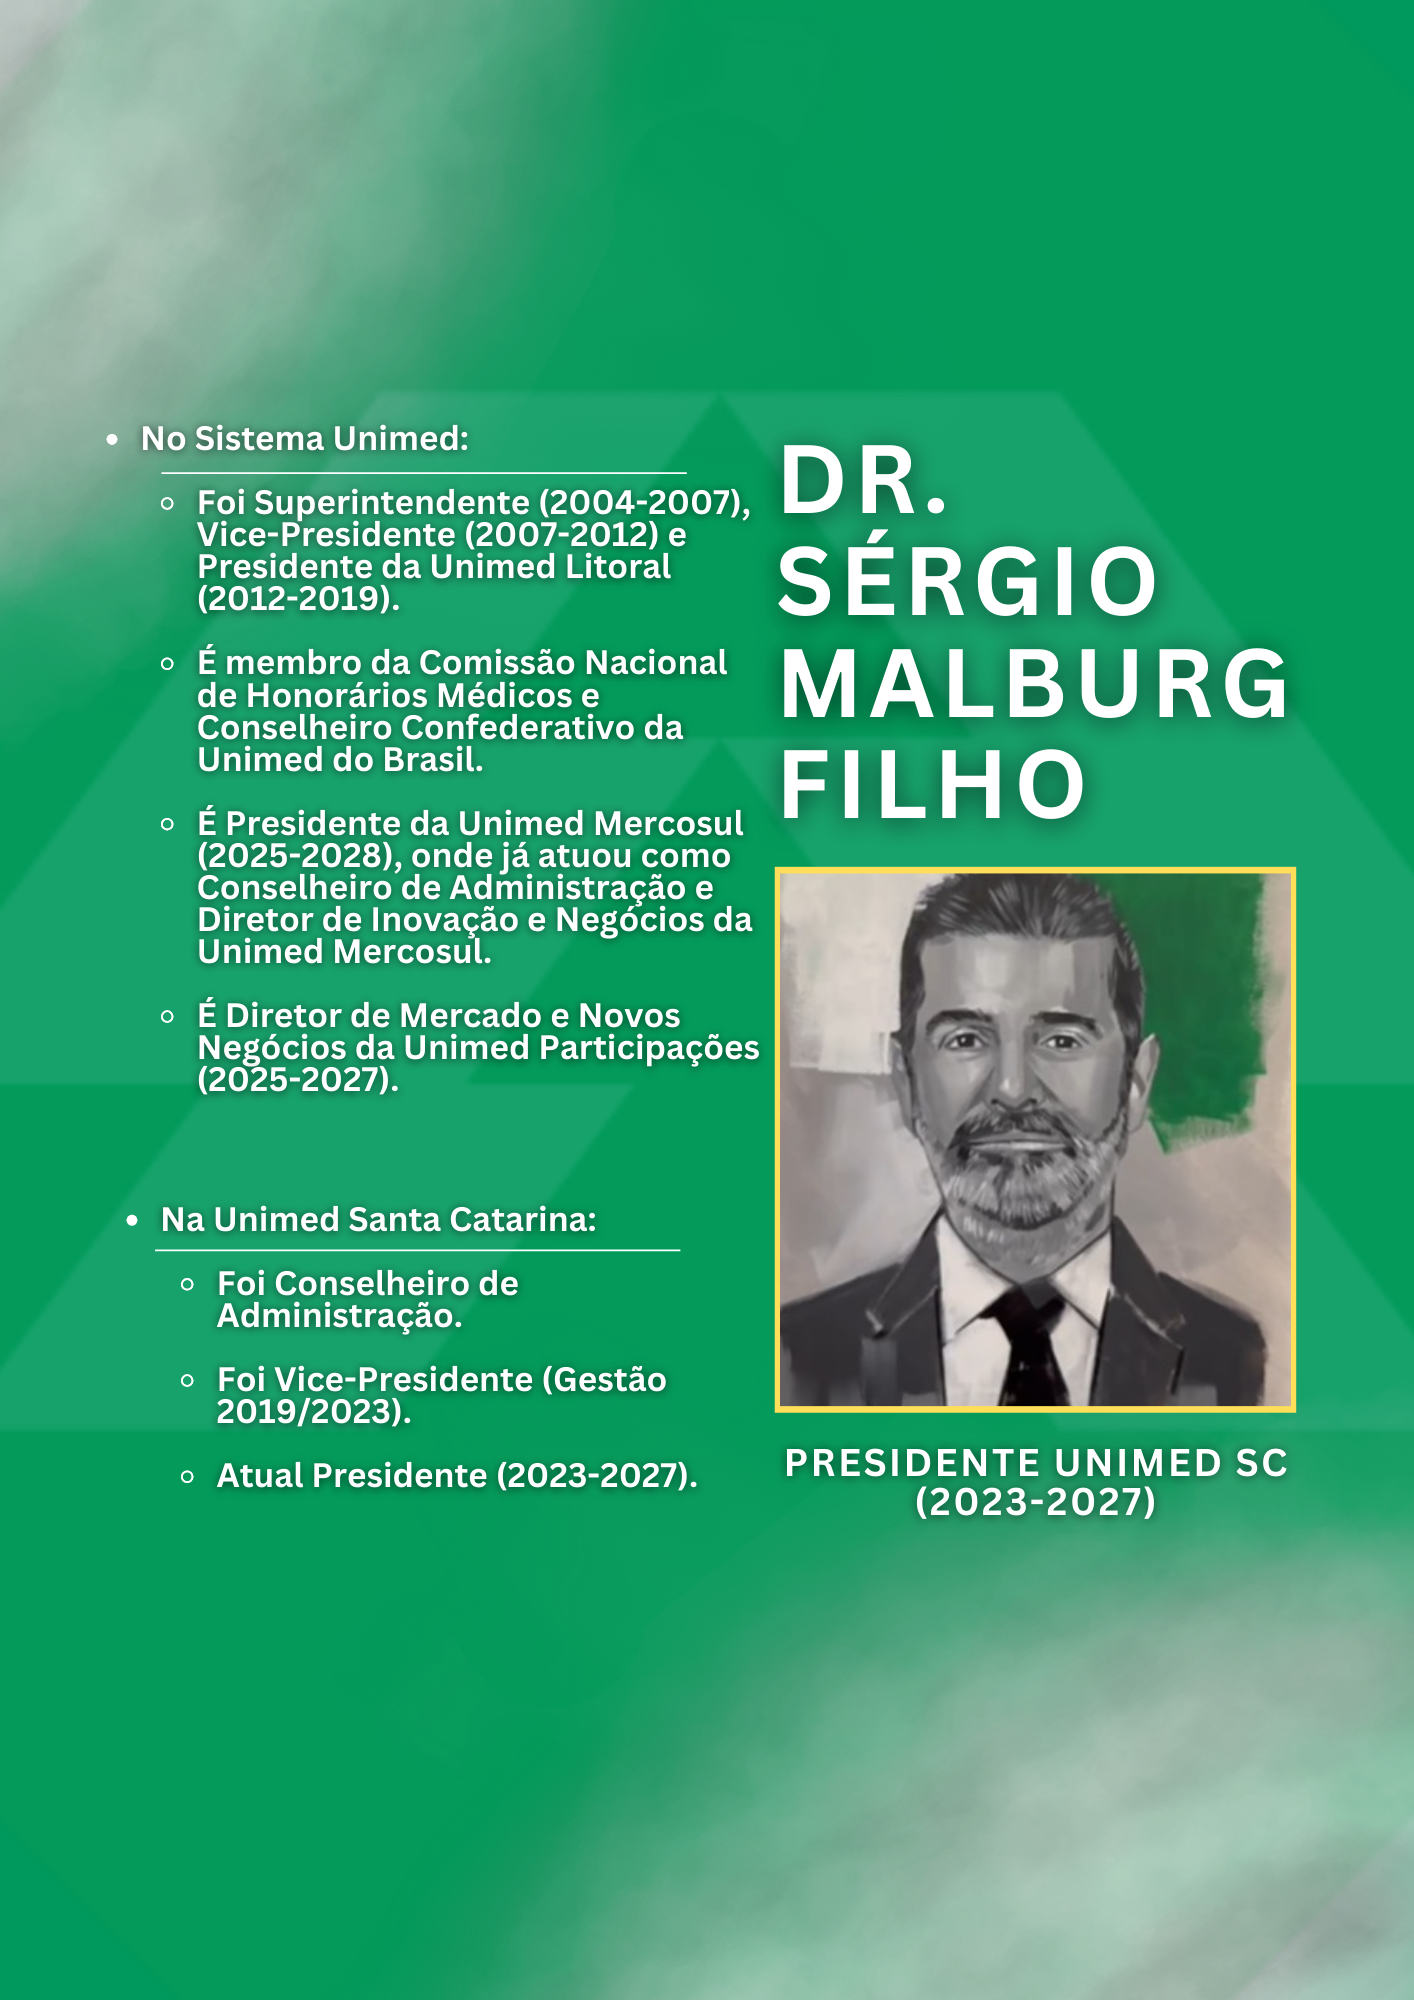 No Sistema Unimed:
Foi Superintendente (2004-2007),
Vice-Presidente (2007-2012) e
Presidente da Unimed Litoral
(2012-2019).
É membro da Comissão Nacional
de Honorários Médicos e
Conselheiro Confederativo da
Unimed do Brasil.
É Presidente da Unimed Mercosul
(2025-2028), onde já atuou como
Conselheiro de Administração e
Diretor de Inovação e Negócios da
Unimed Mercosul.
É Diretor de Mercado e Novos
Negócios da Unimed Participações
(2025-2027).
Na Unimed Santa Catarina:
Foi Conselheiro de
Administração.
Foi Vice-Presidente (Gestão
2019/2023).
Atual Presidente (2023-2027).
DR.
SÉRGIO
MALBURG
FILHO
PRESIDENTE UNIMED SC
(2023-2027)